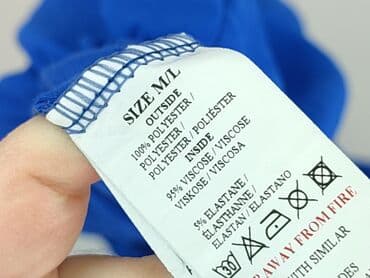 SIZE M/L
OUTSIDE
100% POLYESTER /
POLYESTER /
POLYESTER / POLIÉSTER
INSIDE
95% VISCOSE / VISCOSE
VISKOSE / VISCOSA
5% ELASTANE /
ÉLASTHANNE /
ELASTAN / ELASTANO
AWAY FROM FIRE
WITH SIMILAR